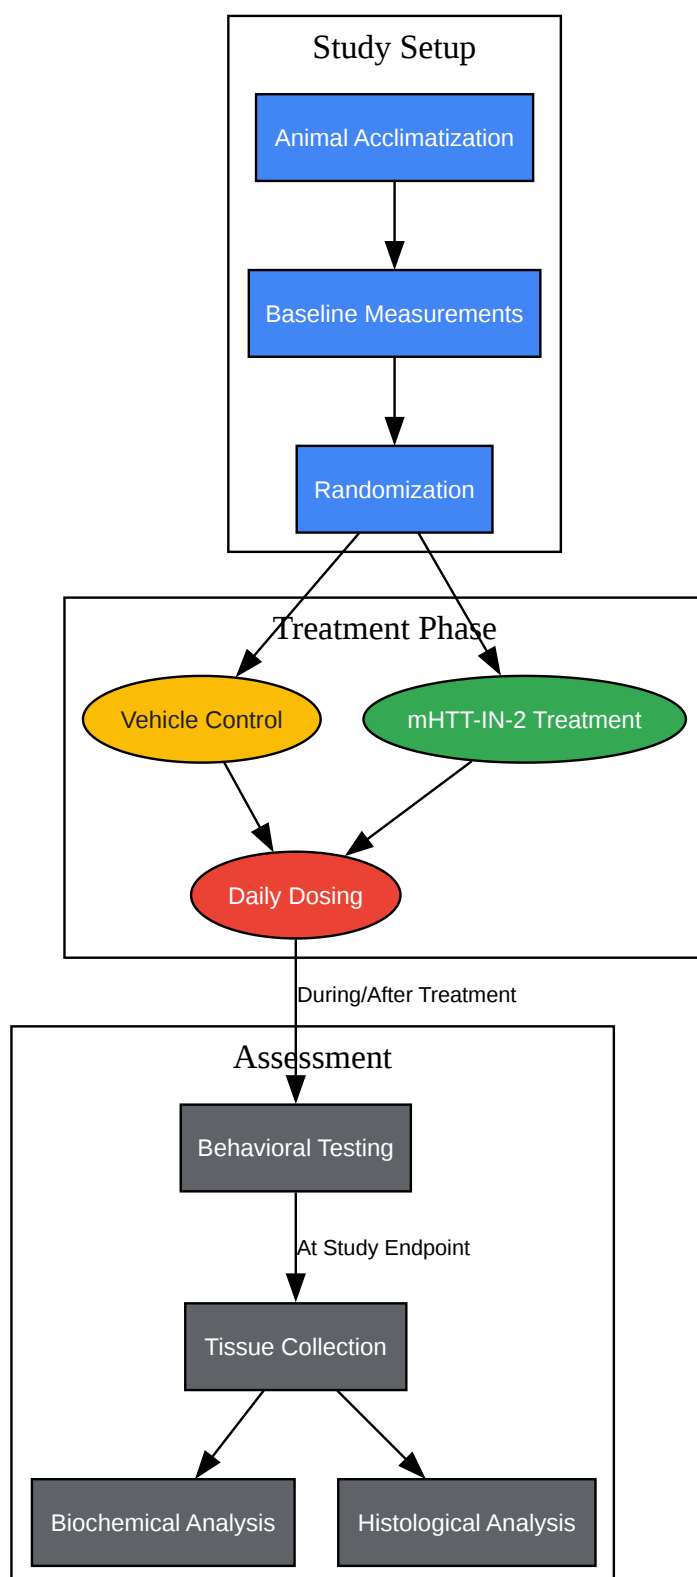 Study Setup
Animal Acclimatization
Baseline Measurements
Randomization
Treatment Phase
Vehicle Control
mHTT-IN-2 Treatment
Daily Dosing
During/After Treatment
Assessment
Behavioral Testing
At Study Endpoint
Tissue Collection
Biochemical Analysis
Histological Analysis